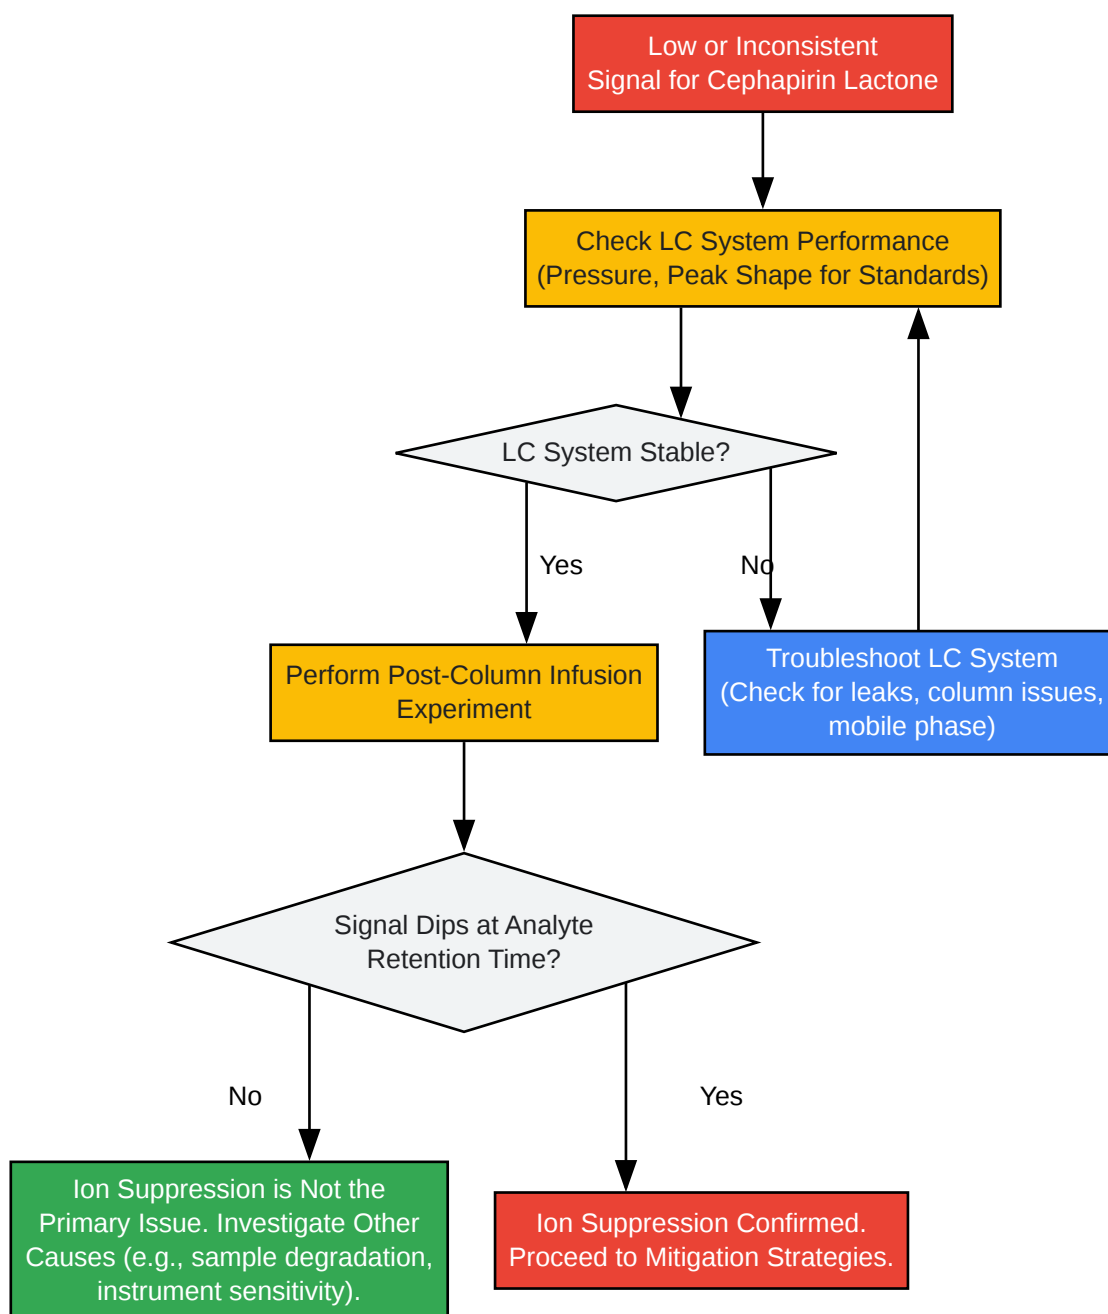 Low or Inconsistent
Signal for Cephapirin Lactone
Check LC System Performance
(Pressure, Peak Shape for Standards)
LC System Stable?
Yes
No
Perform Post-Column Infusion
Experiment
Troubleshoot LC System
(Check for leaks, column issues,
mobile phase)
Signal Dips at Analyte
Retention Time?
No
Yes
Ion Suppression is Not the
Primary Issue. Investigate Other
Causes (e.g., sample degradation,
instrument sensitivity).
Ion Suppression Confirmed.
Proceed to Mitigation Strategies.